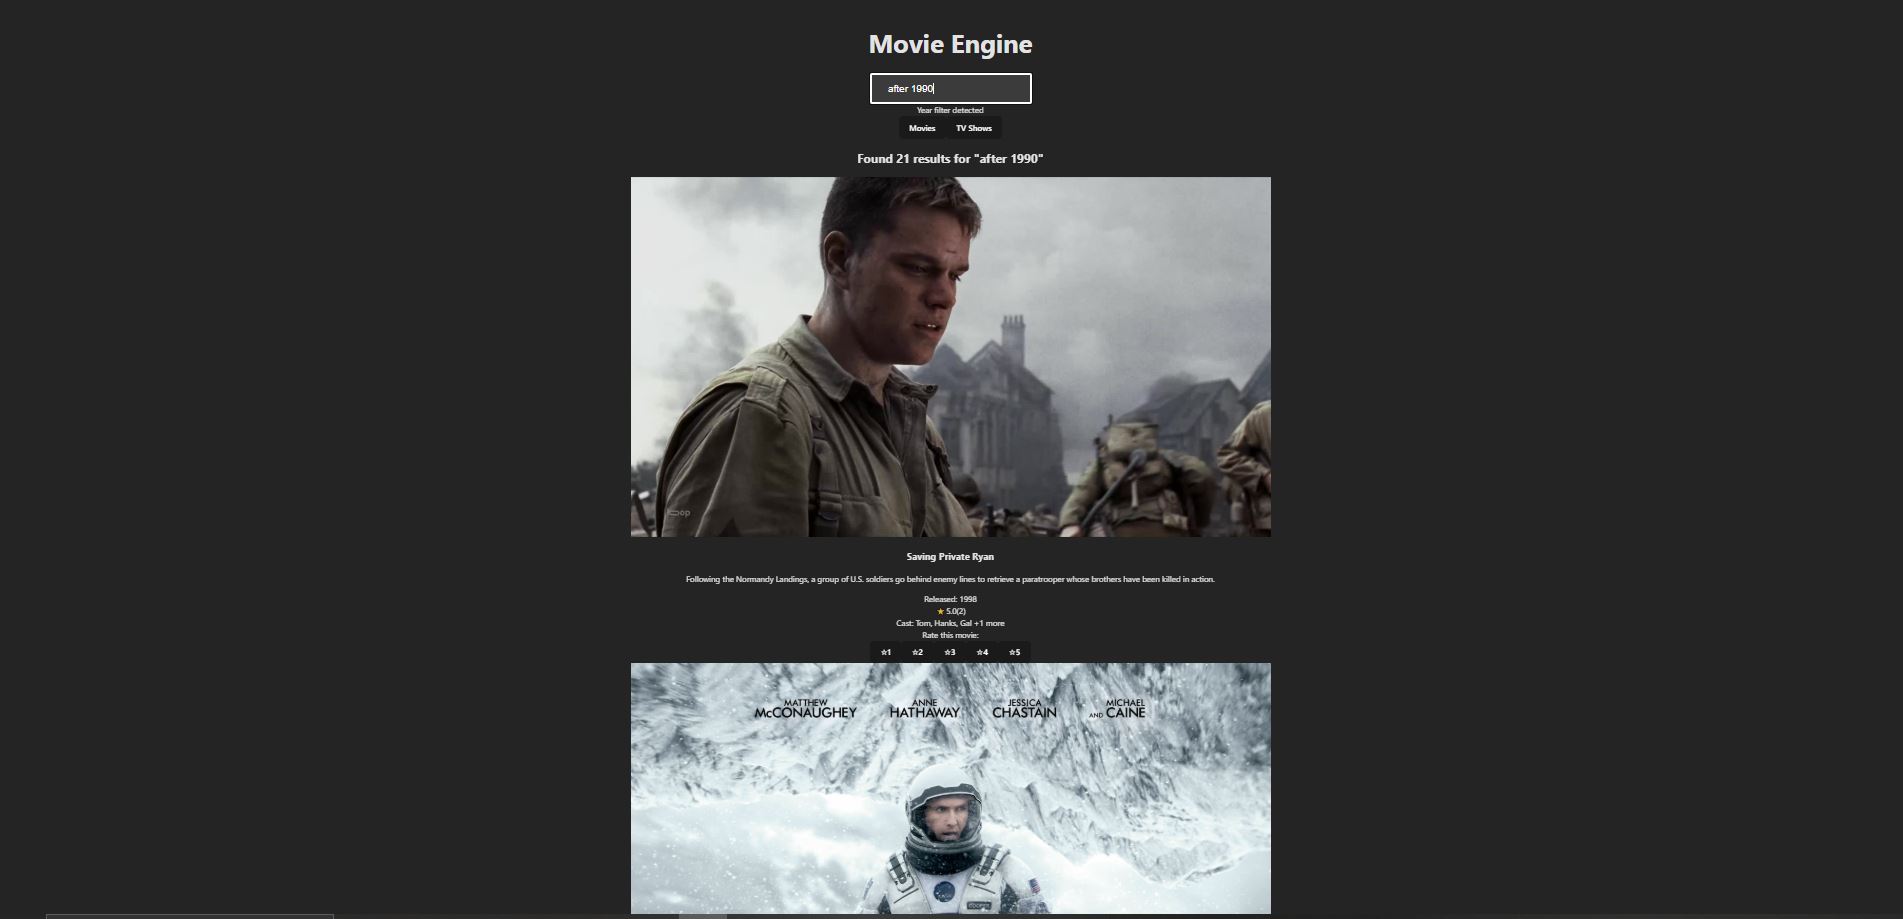 Movie Engine
after 1990
Year filter detected
Movies TV Shows
Found 21 results for "after 1990"
Saving Private Ryan
Following the Normandy Landings, a group of U.S. soldiers go behind enemy lines to retrieve a paratrooper whose brothers have been killed in action.
Released: 1998
★ 5.0(2)
Cast: Tom, Hanks, Gal +1 more
Rate this movie:
☆1 ☆2 ☆3 ☆4 ☆5
MATTHEW McCONAUGHEY ANNE HATHAWAY JESSICA CHASTAIN AND MICHAEL CAINE
COOPER